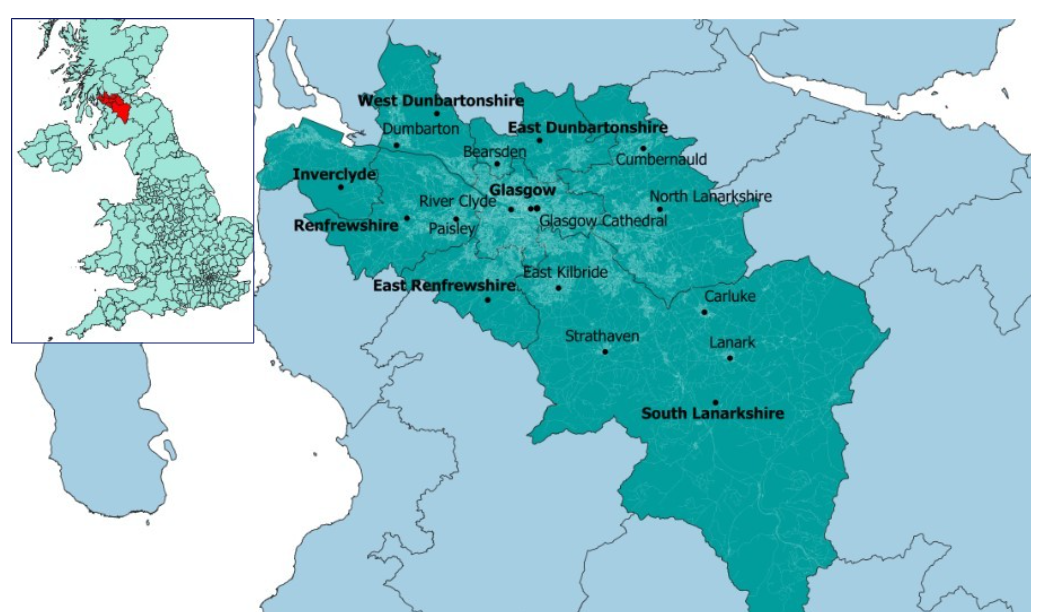 West Dunbartonshire
Dumbarton
East Dunbartonshire
Bearsden
Cumbernauld
Inverclyde
Glasgow
North Lanarkshire
River Clyde
Renfrewshire
Paisley
Glasgow Cathedral
East Kilbride
East Renfrewshire
Carluke
Strathaven
Lanark
South Lanarkshire